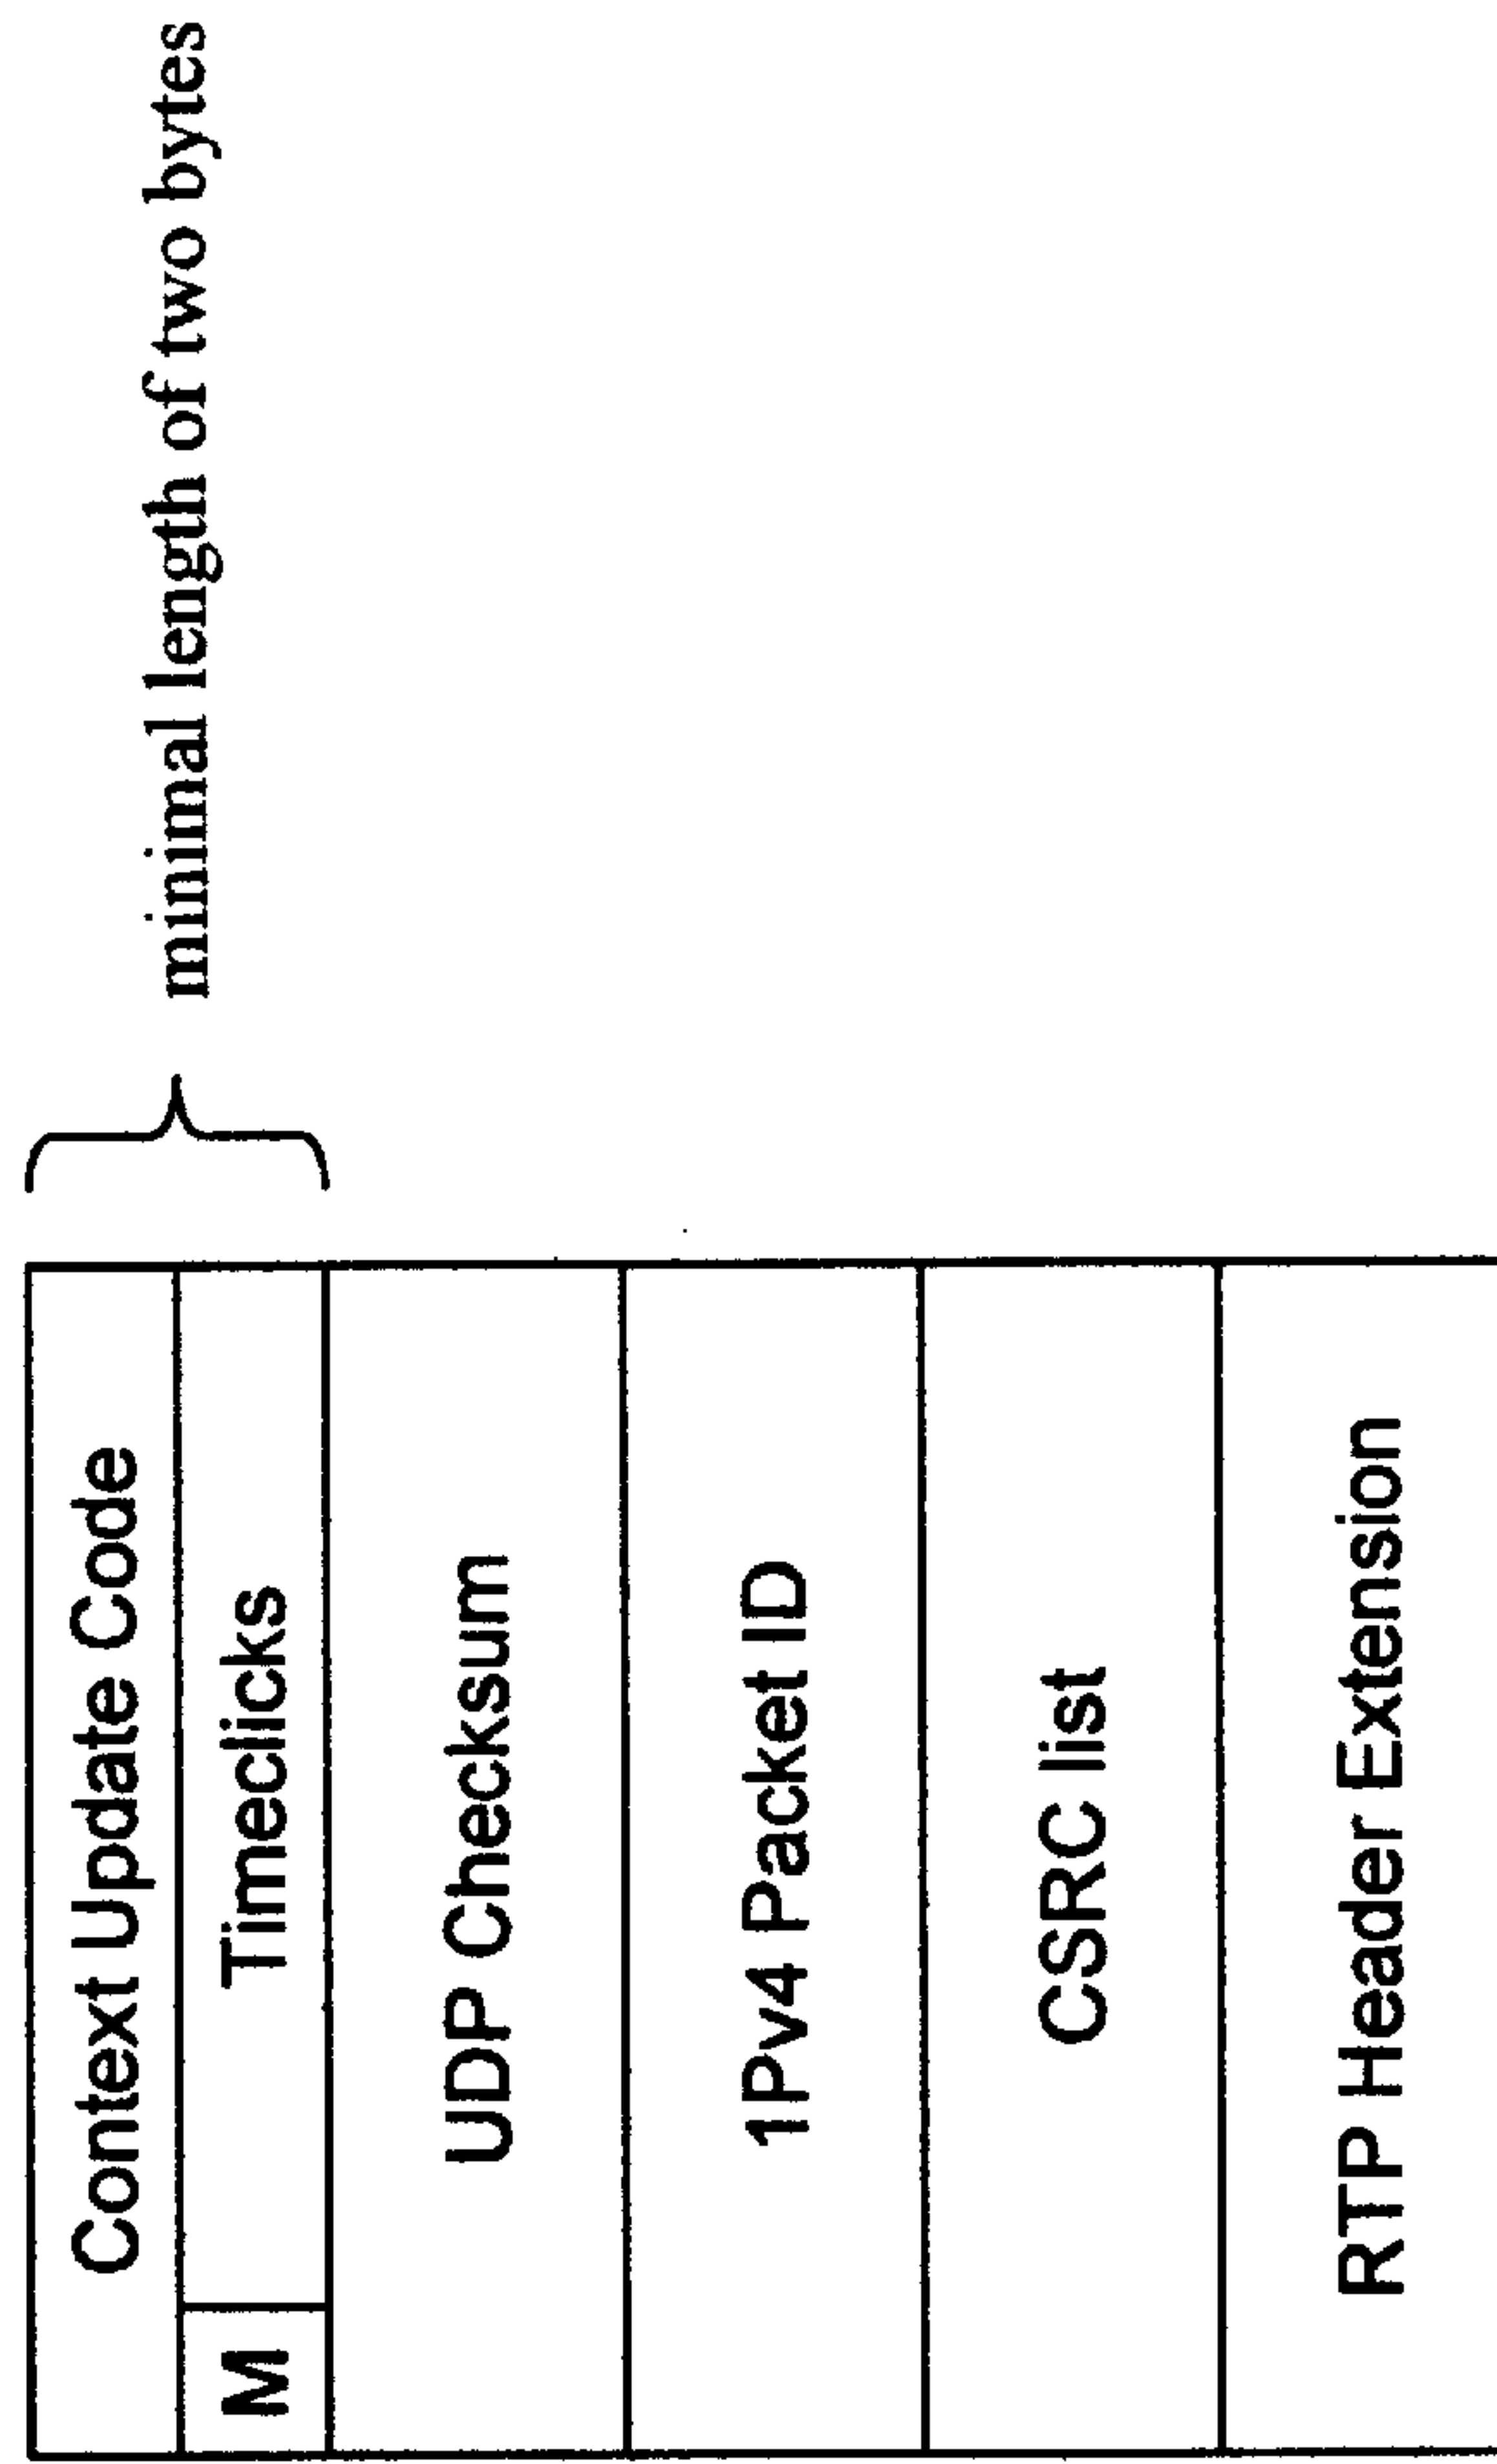 Context Update Code
minimal length of two bytes
M
Timeclicks
UDP Checksum
1Pv4 Packet ID
CSRC list
RTP Header Extension